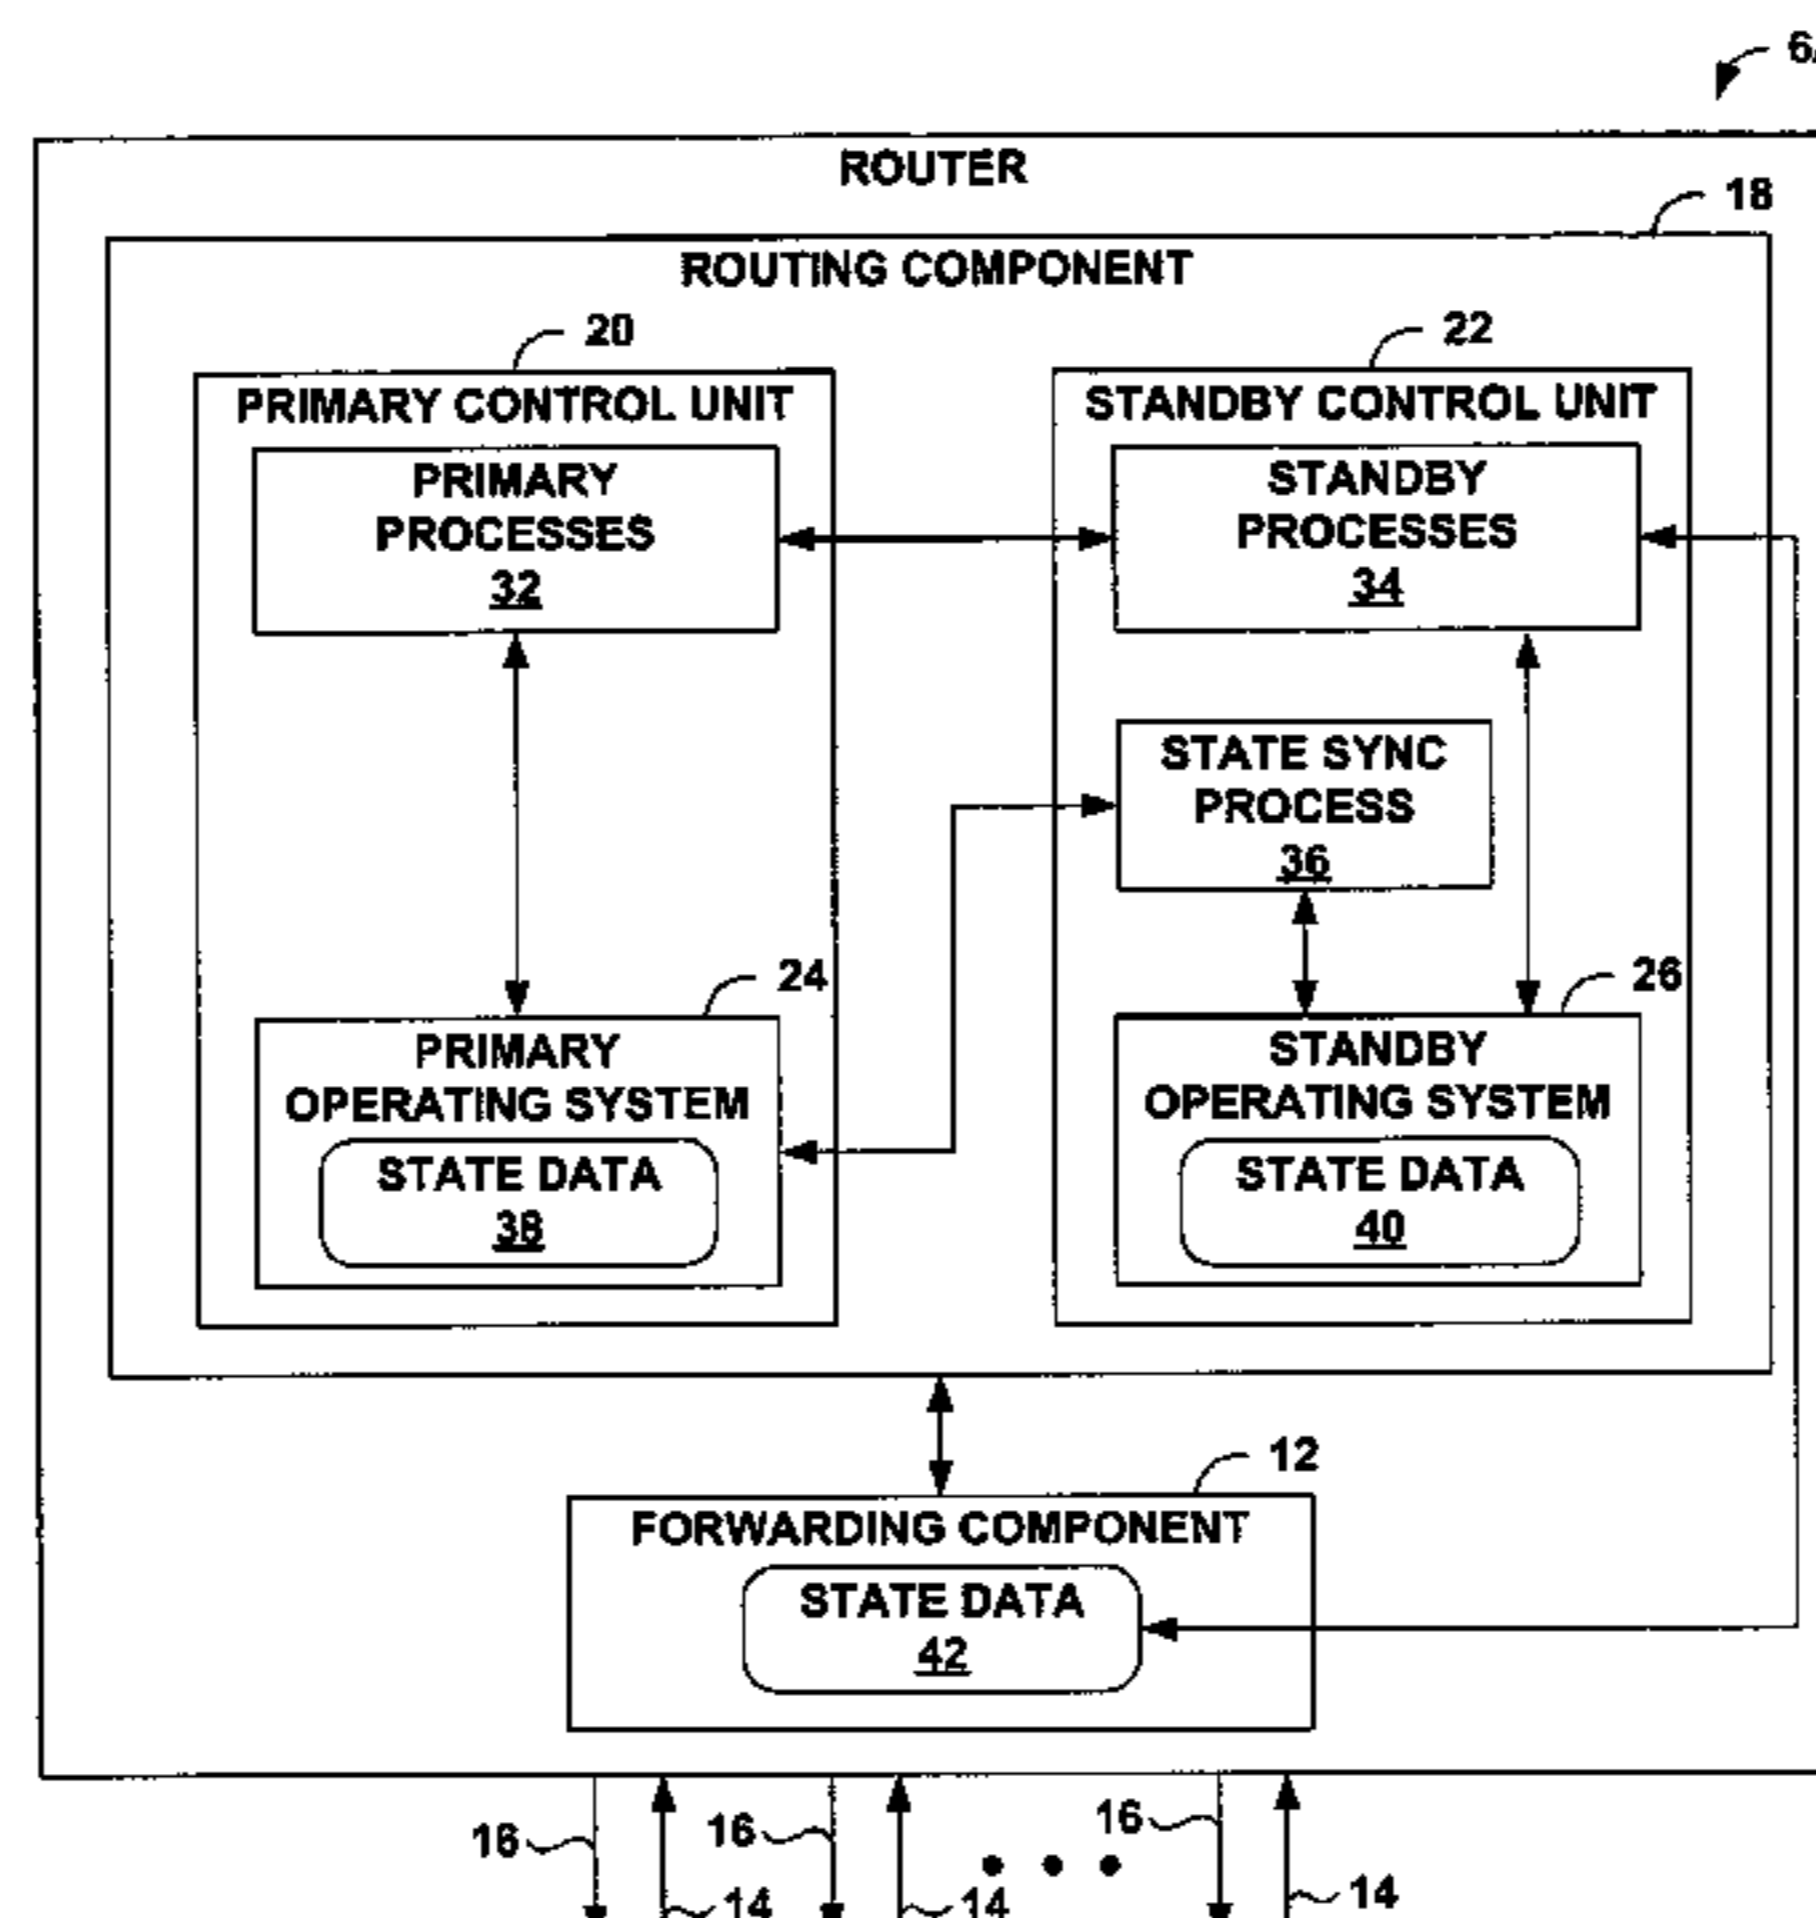 ROUTER
18
ROUTING COMPONENT
20
22
PRIMARY CONTROL UNIT
STANDBY CONTROL UNIT
PRIMARY
PROCESSES
32
STANDBY
PROCESSES
34
STATE SYNC
PROCESS
36
24
26
PRIMARY
OPERATING SYSTEM
STATE DATA
38
STANDBY
OPERATING SYSTEM
STATE DATA
40
12
FORWARDING COMPONENT
STATE DATA
42
16
16
16
14
14
14